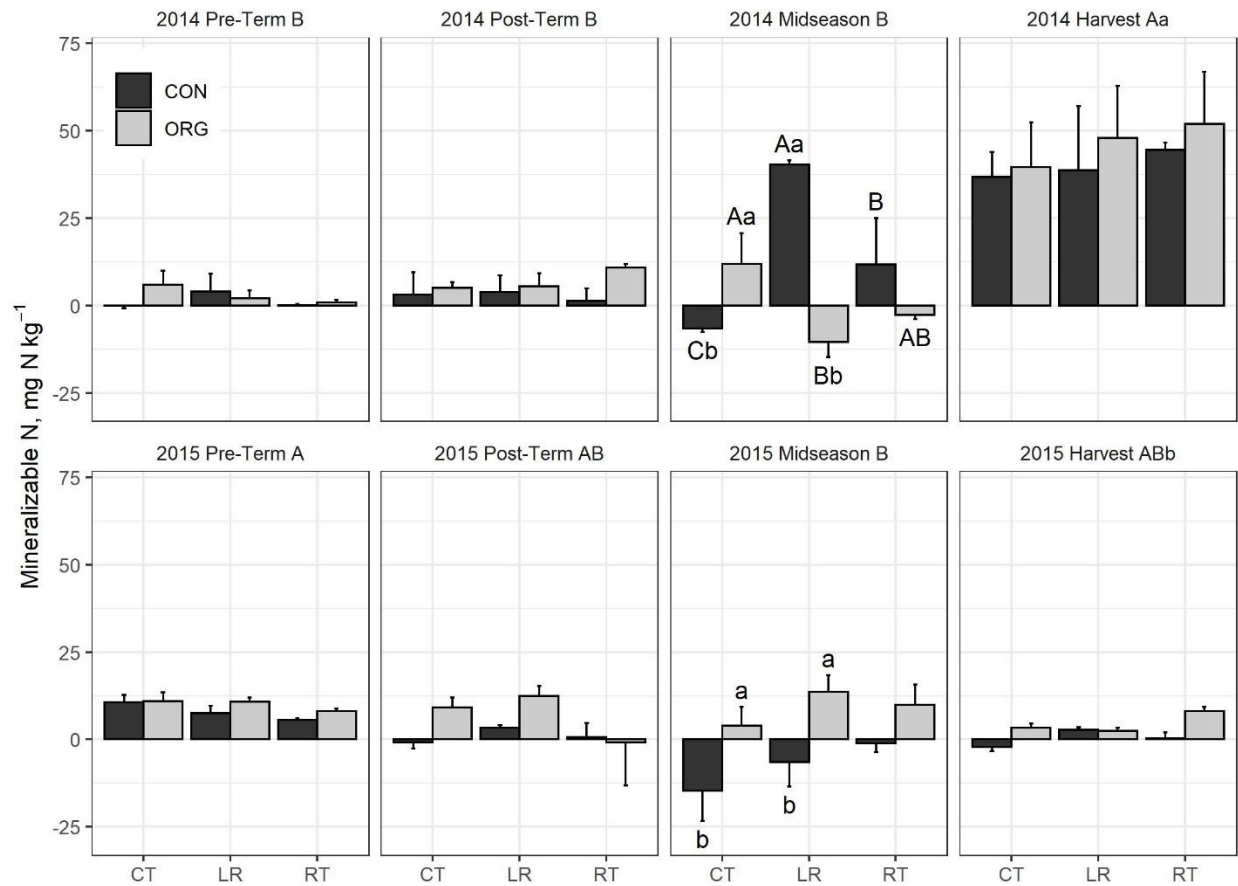 2014 Pre-Term B
2014 Post-Term B
2014 Midseason B
2014 Harvest Aa
75
50
25
0
-25
CON
ORG
Aa
Aa
B
Cb
Bb
AB
Mineralizable N, mg N kg⁻¹
2015 Pre-Term A
2015 Post-Term AB
2015 Midseason B
2015 Harvest ABb
75
50
25
0
-25
a
a
b
b
CT LR RT
CT LR RT
CT LR RT
CT LR RT